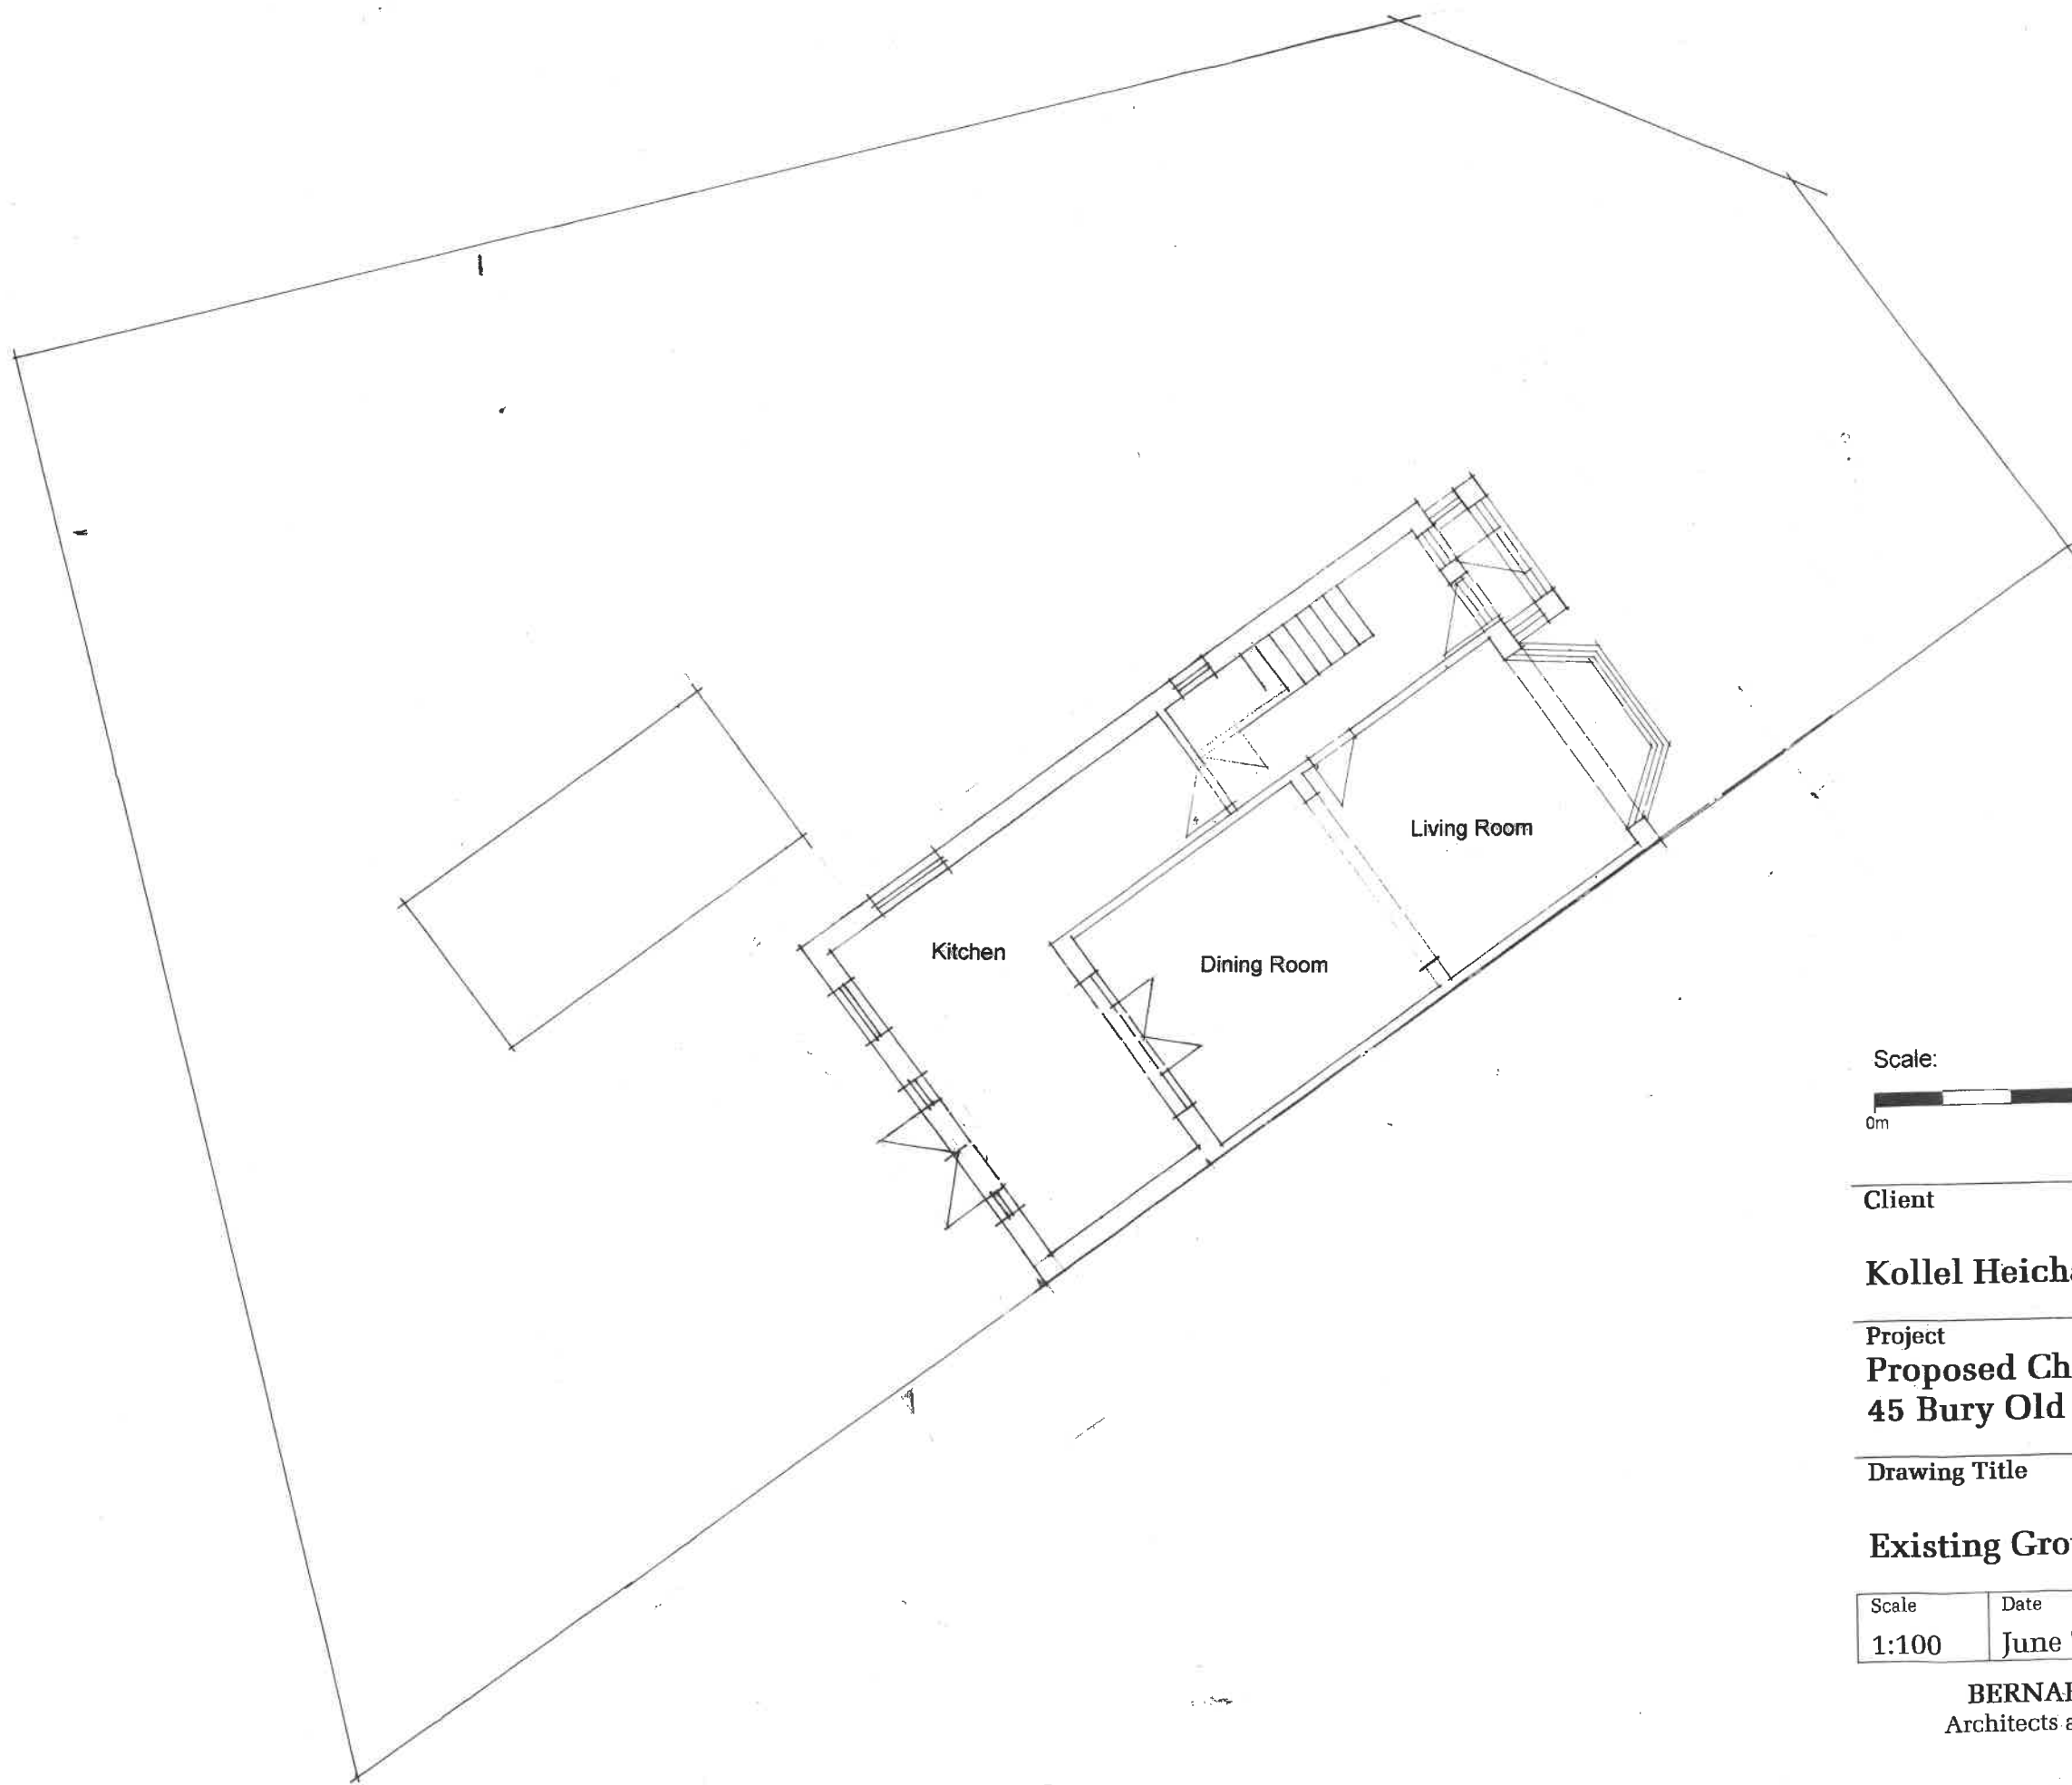 Living Room
Kitchen
Dining Room
Scale:
0m
Client
Kollel Heich
Project
Proposed Ch
45 Bury Old
Drawing Title
Existing Gro
Scale Date
1:100 June
BERNA
Architects a